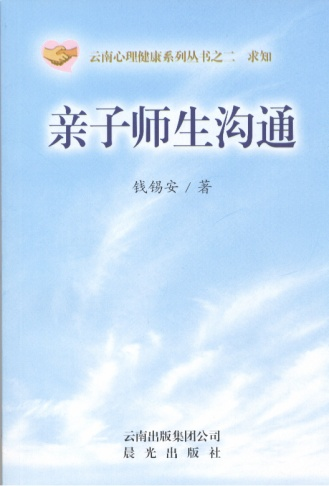 云南心理健康系列丛书之二 求知
亲子师生沟通
钱锡安/著
云南出版集团公司
晨光出版社